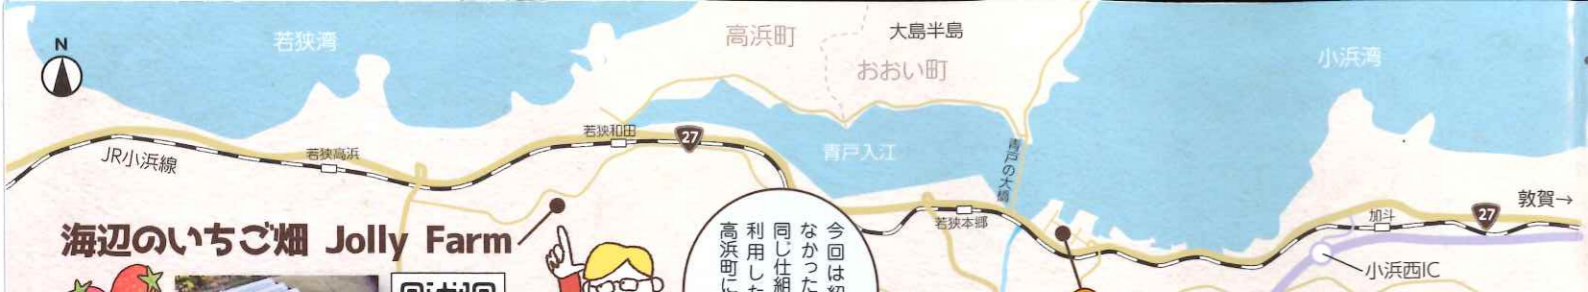 N
若狭湾
高浜町
大島半島
おおい町
小浜湾
JR小浜線
若狭高浜
若狭和田
27
青戸入江
青戸の大橋
若狭本郷
加斗
27
敦賀→
小浜西IC
海辺のいちご畑 Jolly Farm
今回は紹
なかった
同じ仕組
利用した
高浜町に